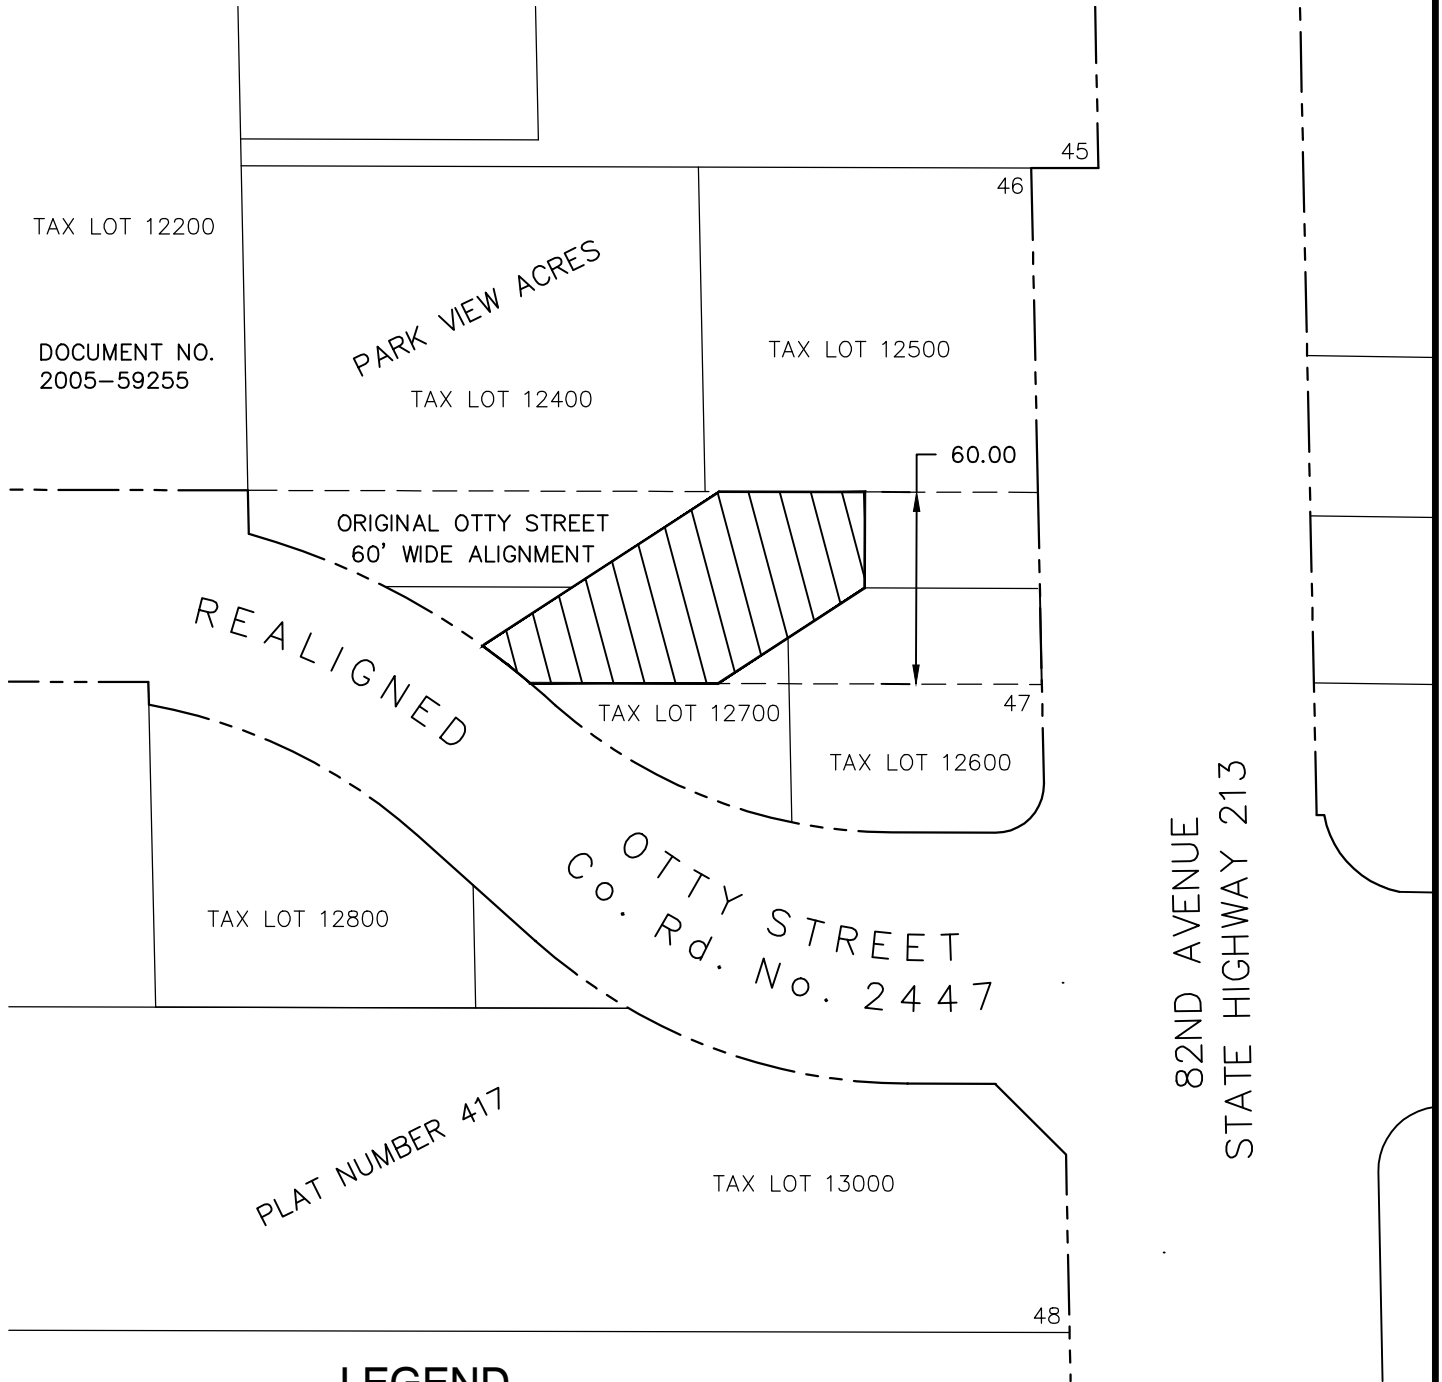 45
46
TAX LOT 12200
PARK VIEW ACRES
DOCUMENT NO.
2005-59255
TAX LOT 12500
TAX LOT 12400
60.00
ORIGINAL OTTY STREET
60' WIDE ALIGNMENT
REALIGNED
47
TAX LOT 12700
TAX LOT 12600
OTTY STREET
Co. Rd. No. 2447
82ND AVENUE
STATE HIGHWAY 213
TAX LOT 12800
PLAT NUMBER 417
TAX LOT 13000
48
LEGEND